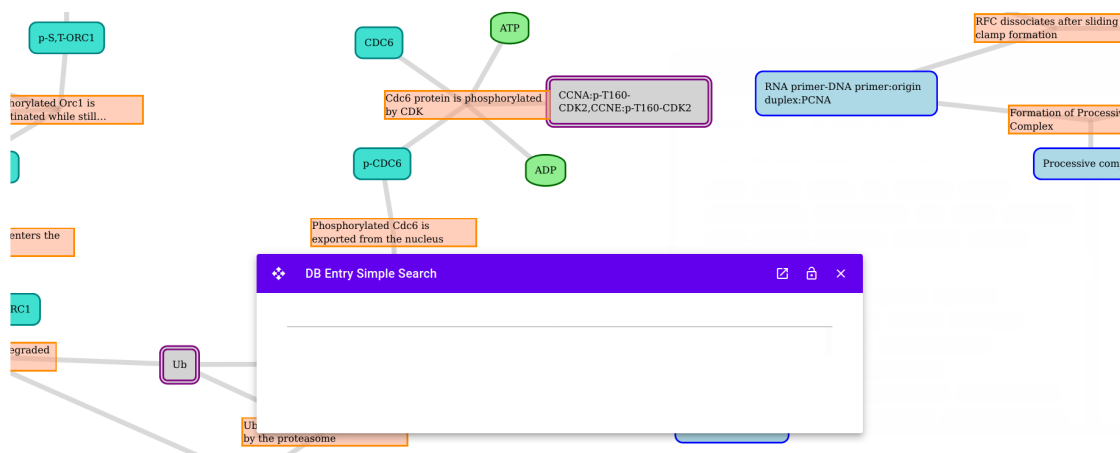 p-S,T-ORC1
CDC6
ATP
RFC dissociates after sliding
clamp formation
norylated Orc1 is
tinated while still...
Cdc6 protein is phosphorylated
by CDK
CCNA:p-T160-
CDK2,CCNE:p-T160-CDK2
RNA primer-DNA primer:origin
duplex:PCNA
Formation of Processiv
Complex
p-CDC6
ADP
Processive com
enters the
Phosphorylated Cdc6 is
exported from the nucleus
DB Entry Simple Search
RC1
egraded
Ub
Ub
by the proteasome